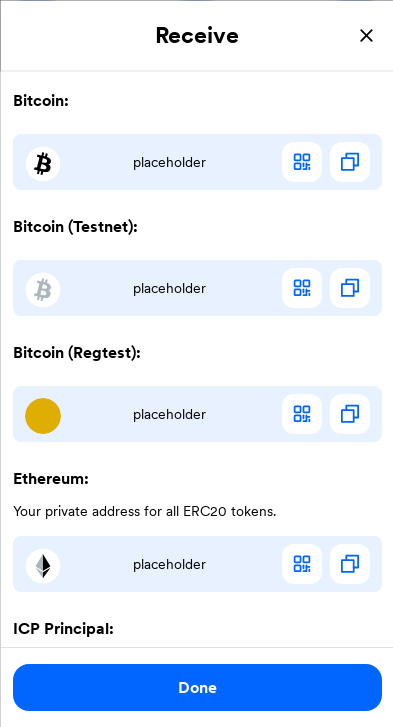 Receive
Bitcoin:
placeholder
Bitcoin (Testnet):
placeholder
Bitcoin (Regtest):
placeholder
Ethereum:
Your private address for all ERC20 tokens.
placeholder
ICP Principal:
Done